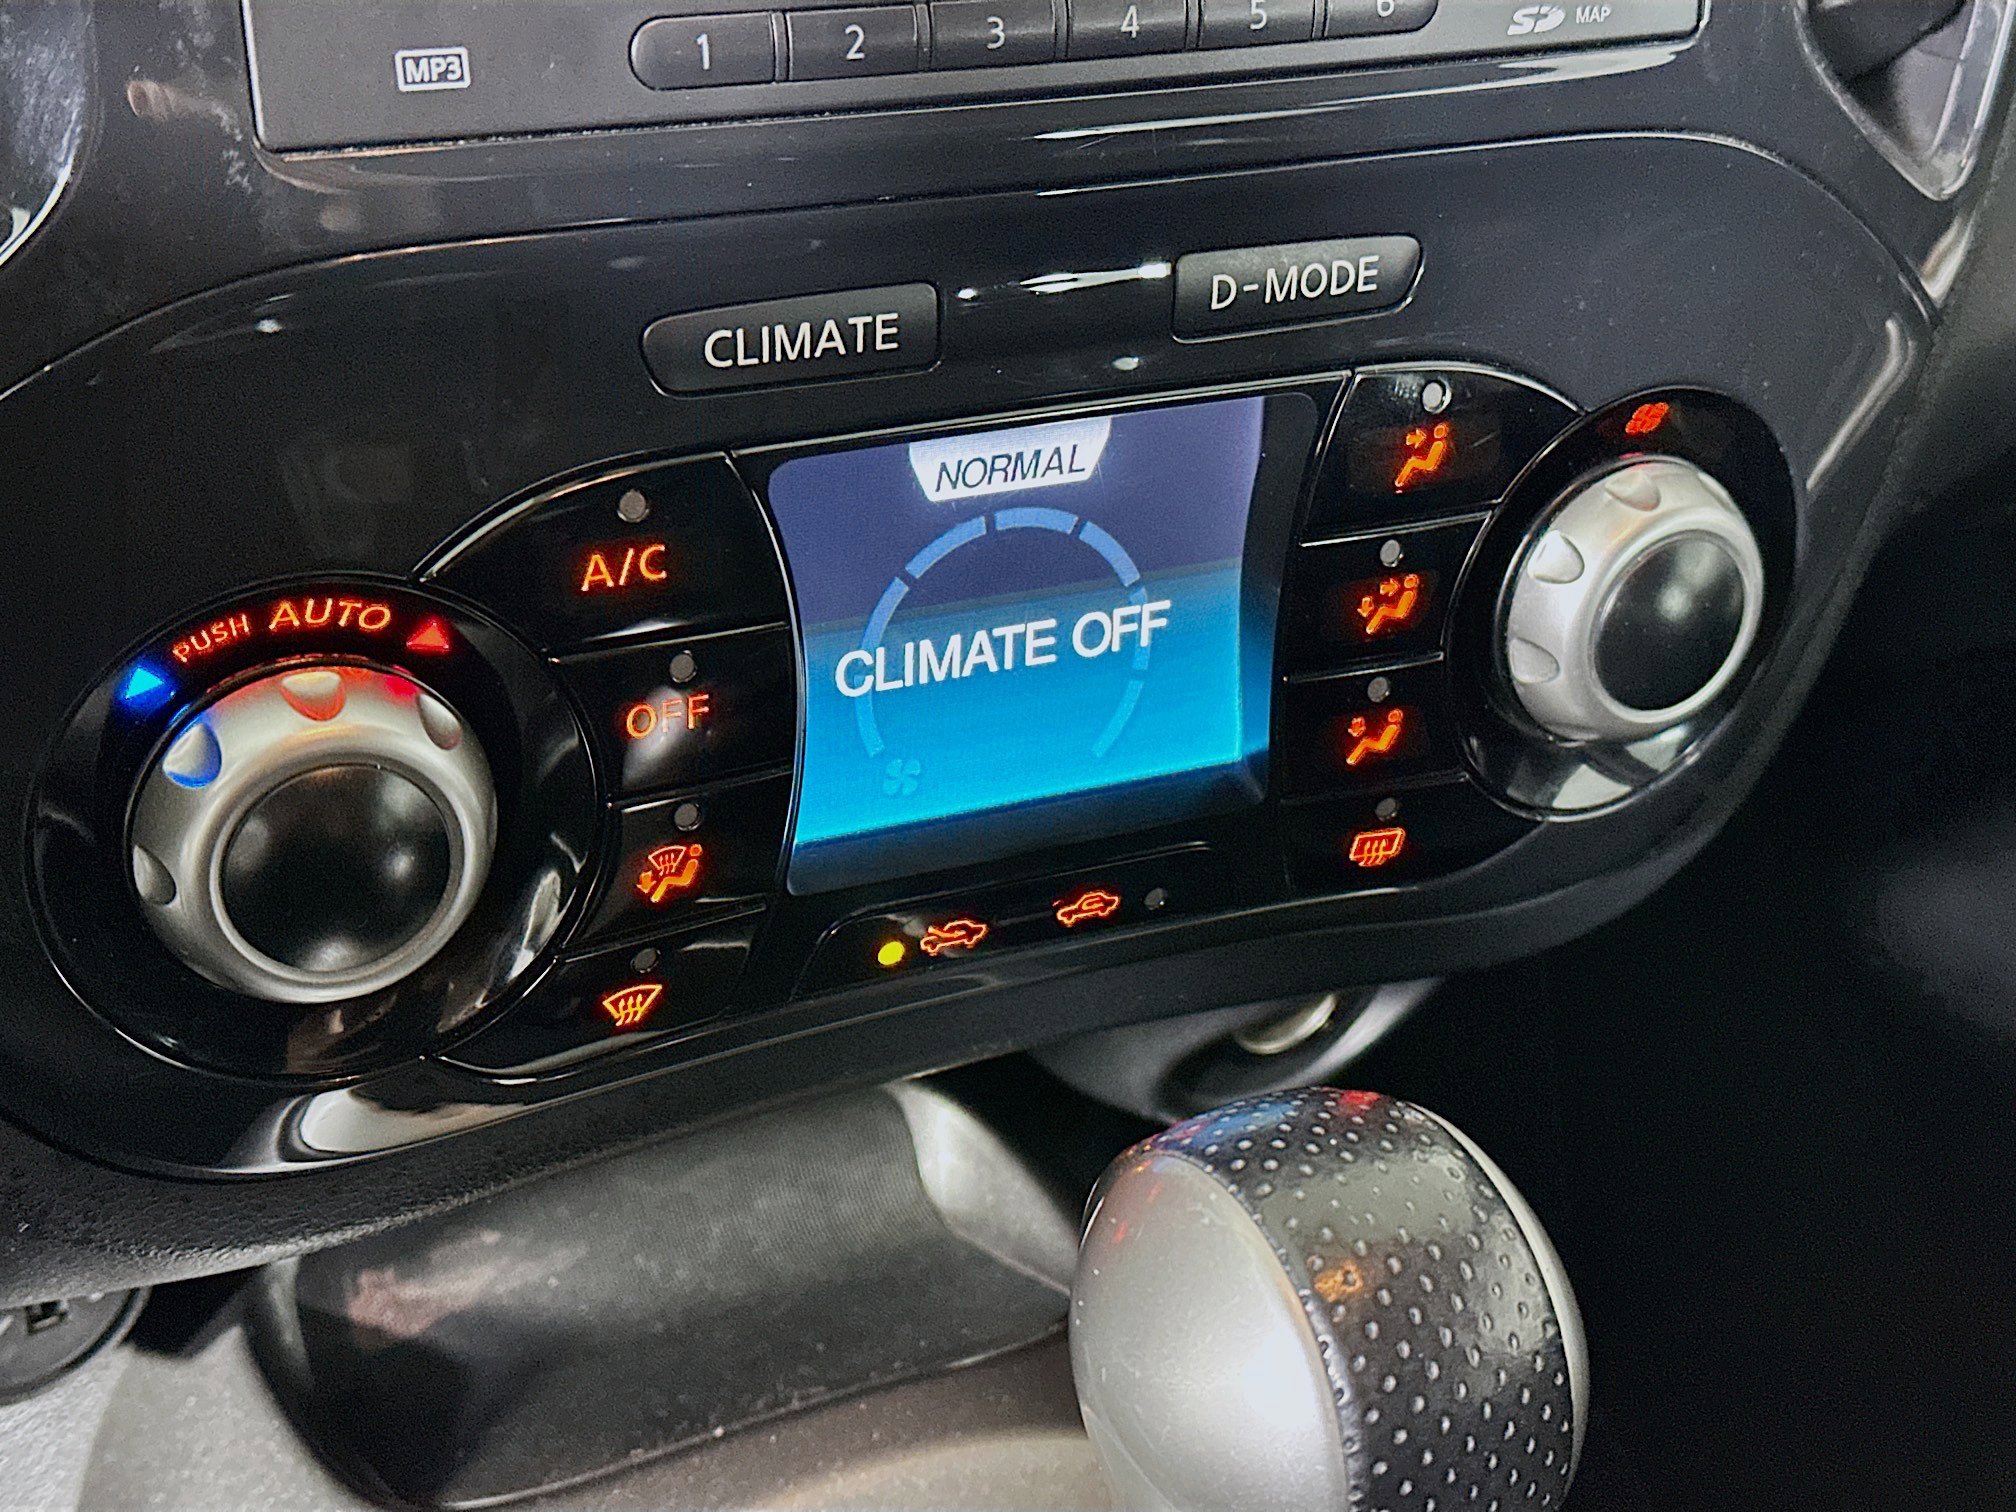 MP3
1 2 3 4 5 6
SD MAP
CLIMATE
D-MODE
NORMAL
A/C
PUSH AUTO
CLIMATE OFF
OFF